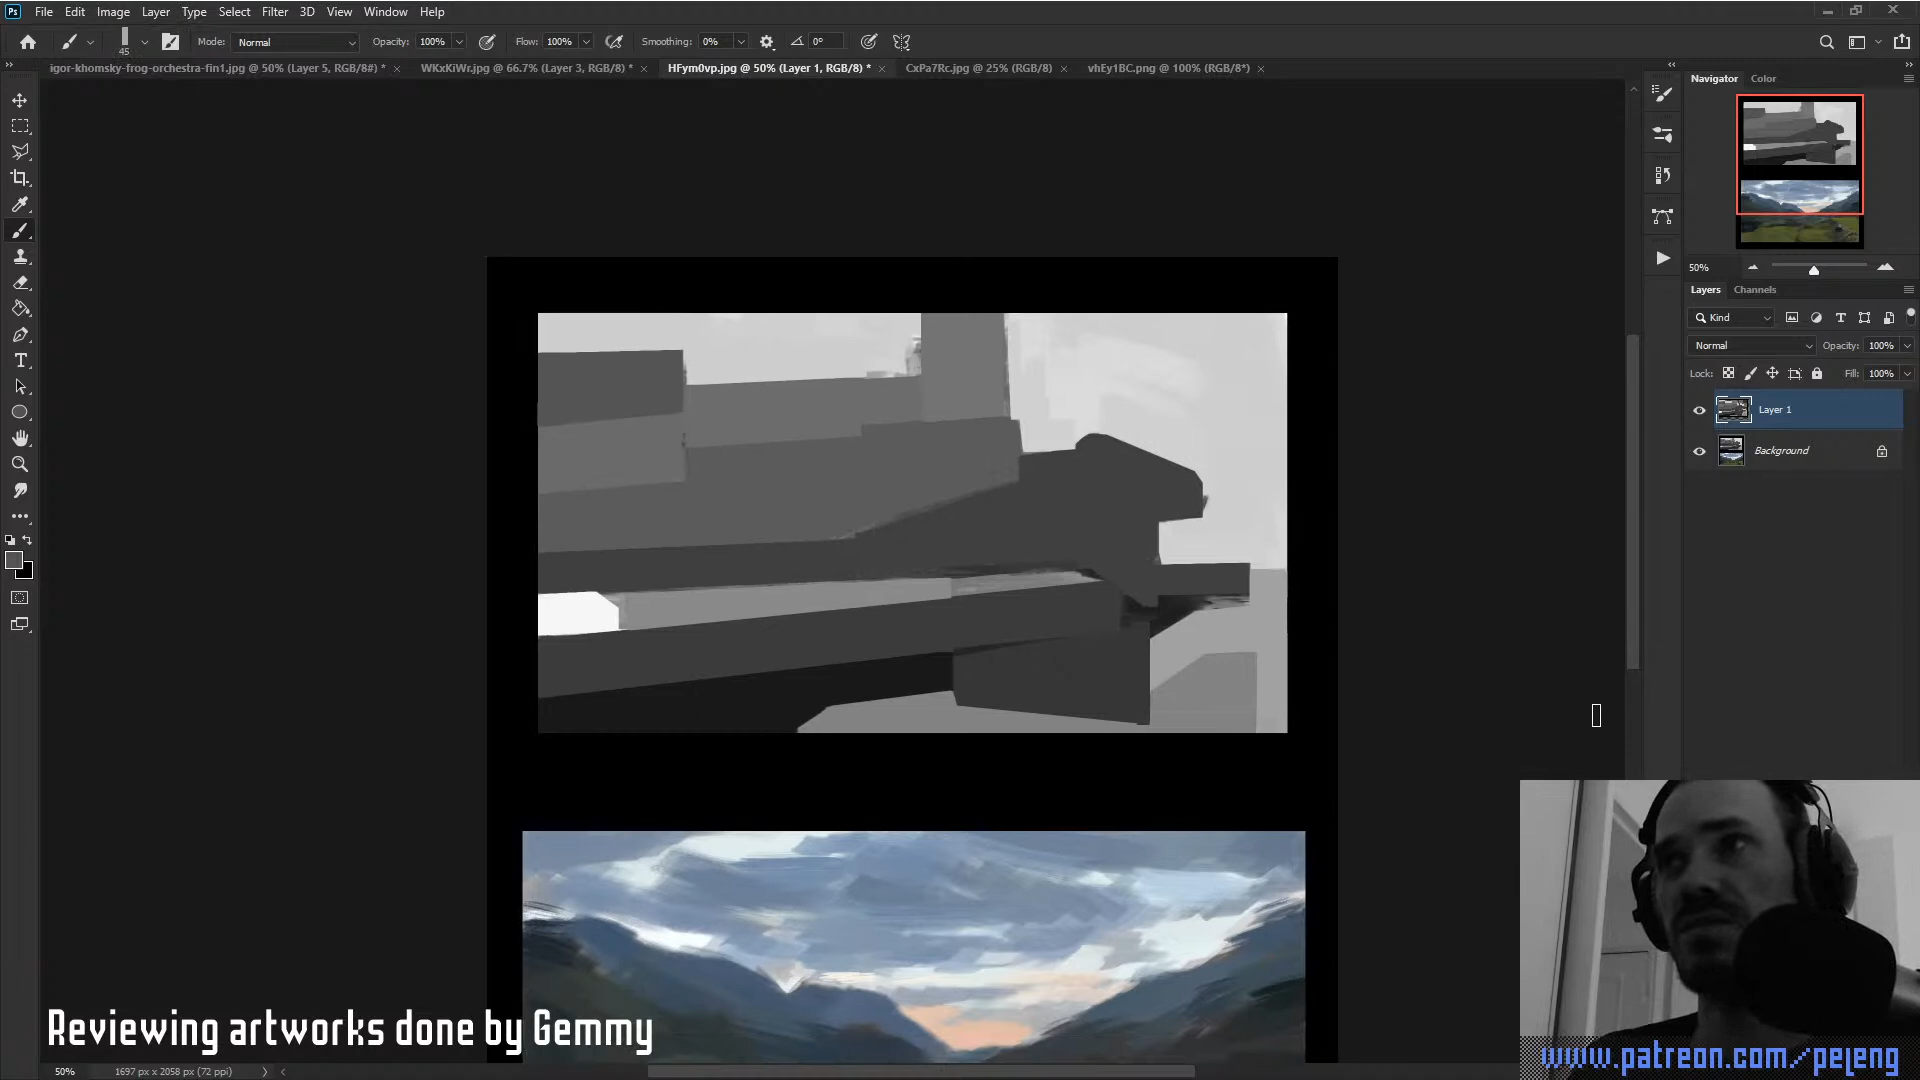 Ps File Edit Image Layer Type Select Filter 3D View Window Help
45 Mode: Normal Opacity: 100% Flow: 100% Smoothing: 0% 0°
igor-khomsky-frog-orchestra-fin1.jpg @ 50% (Layer 5, RGB/8#) * WKxKiWr.jpg @ 66.7% (Layer 3, RGB/8) * HFym0vp.jpg @ 50% (Layer 1, RGB/8) * CxPa7Rc.jpg @ 25% (RGB/8) vhEy1BC.png @ 100% (RGB/8*)
Navigator Color
50%
Layers Channels
Kind
Normal Opacity: 100%
Lock: Fill: 100%
Layer 1
Background
Reviewing artworks done by Gemmy
www.patreon.com/peleng
50% 1697 px x 2058 px (72 ppi)